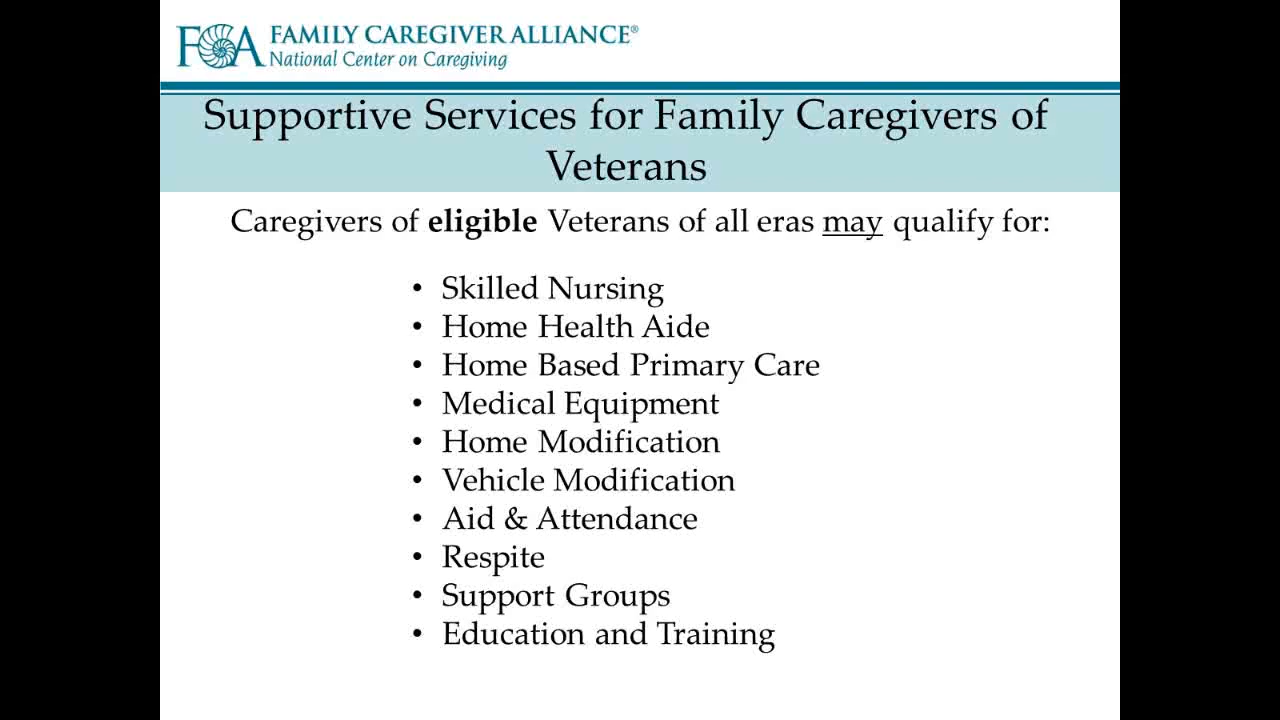 FCA FAMILY CAREGIVER ALLIANCE®
National Center on Caregiving
Supportive Services for Family Caregivers of
Veterans
Caregivers of eligible Veterans of all eras may qualify for:
• Skilled Nursing
• Home Health Aide
• Home Based Primary Care
• Medical Equipment
• Home Modification
• Vehicle Modification
• Aid & Attendance
• Respite
• Support Groups
• Education and Training